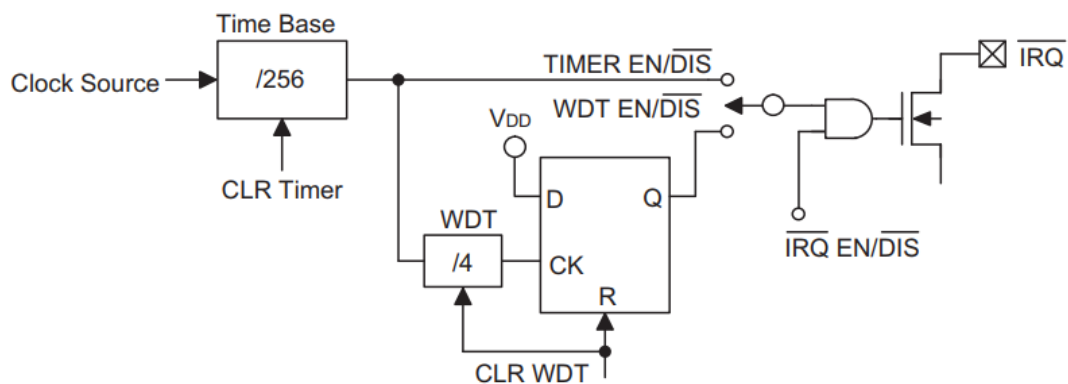 Time Base
Clock Source
/256
TIMER EN/DIS
IRQ
WDT EN/DIS
VDD
CLR Timer
D
Q
WDT
IRQ EN/DIS
/4
CK
R
CLR WDT